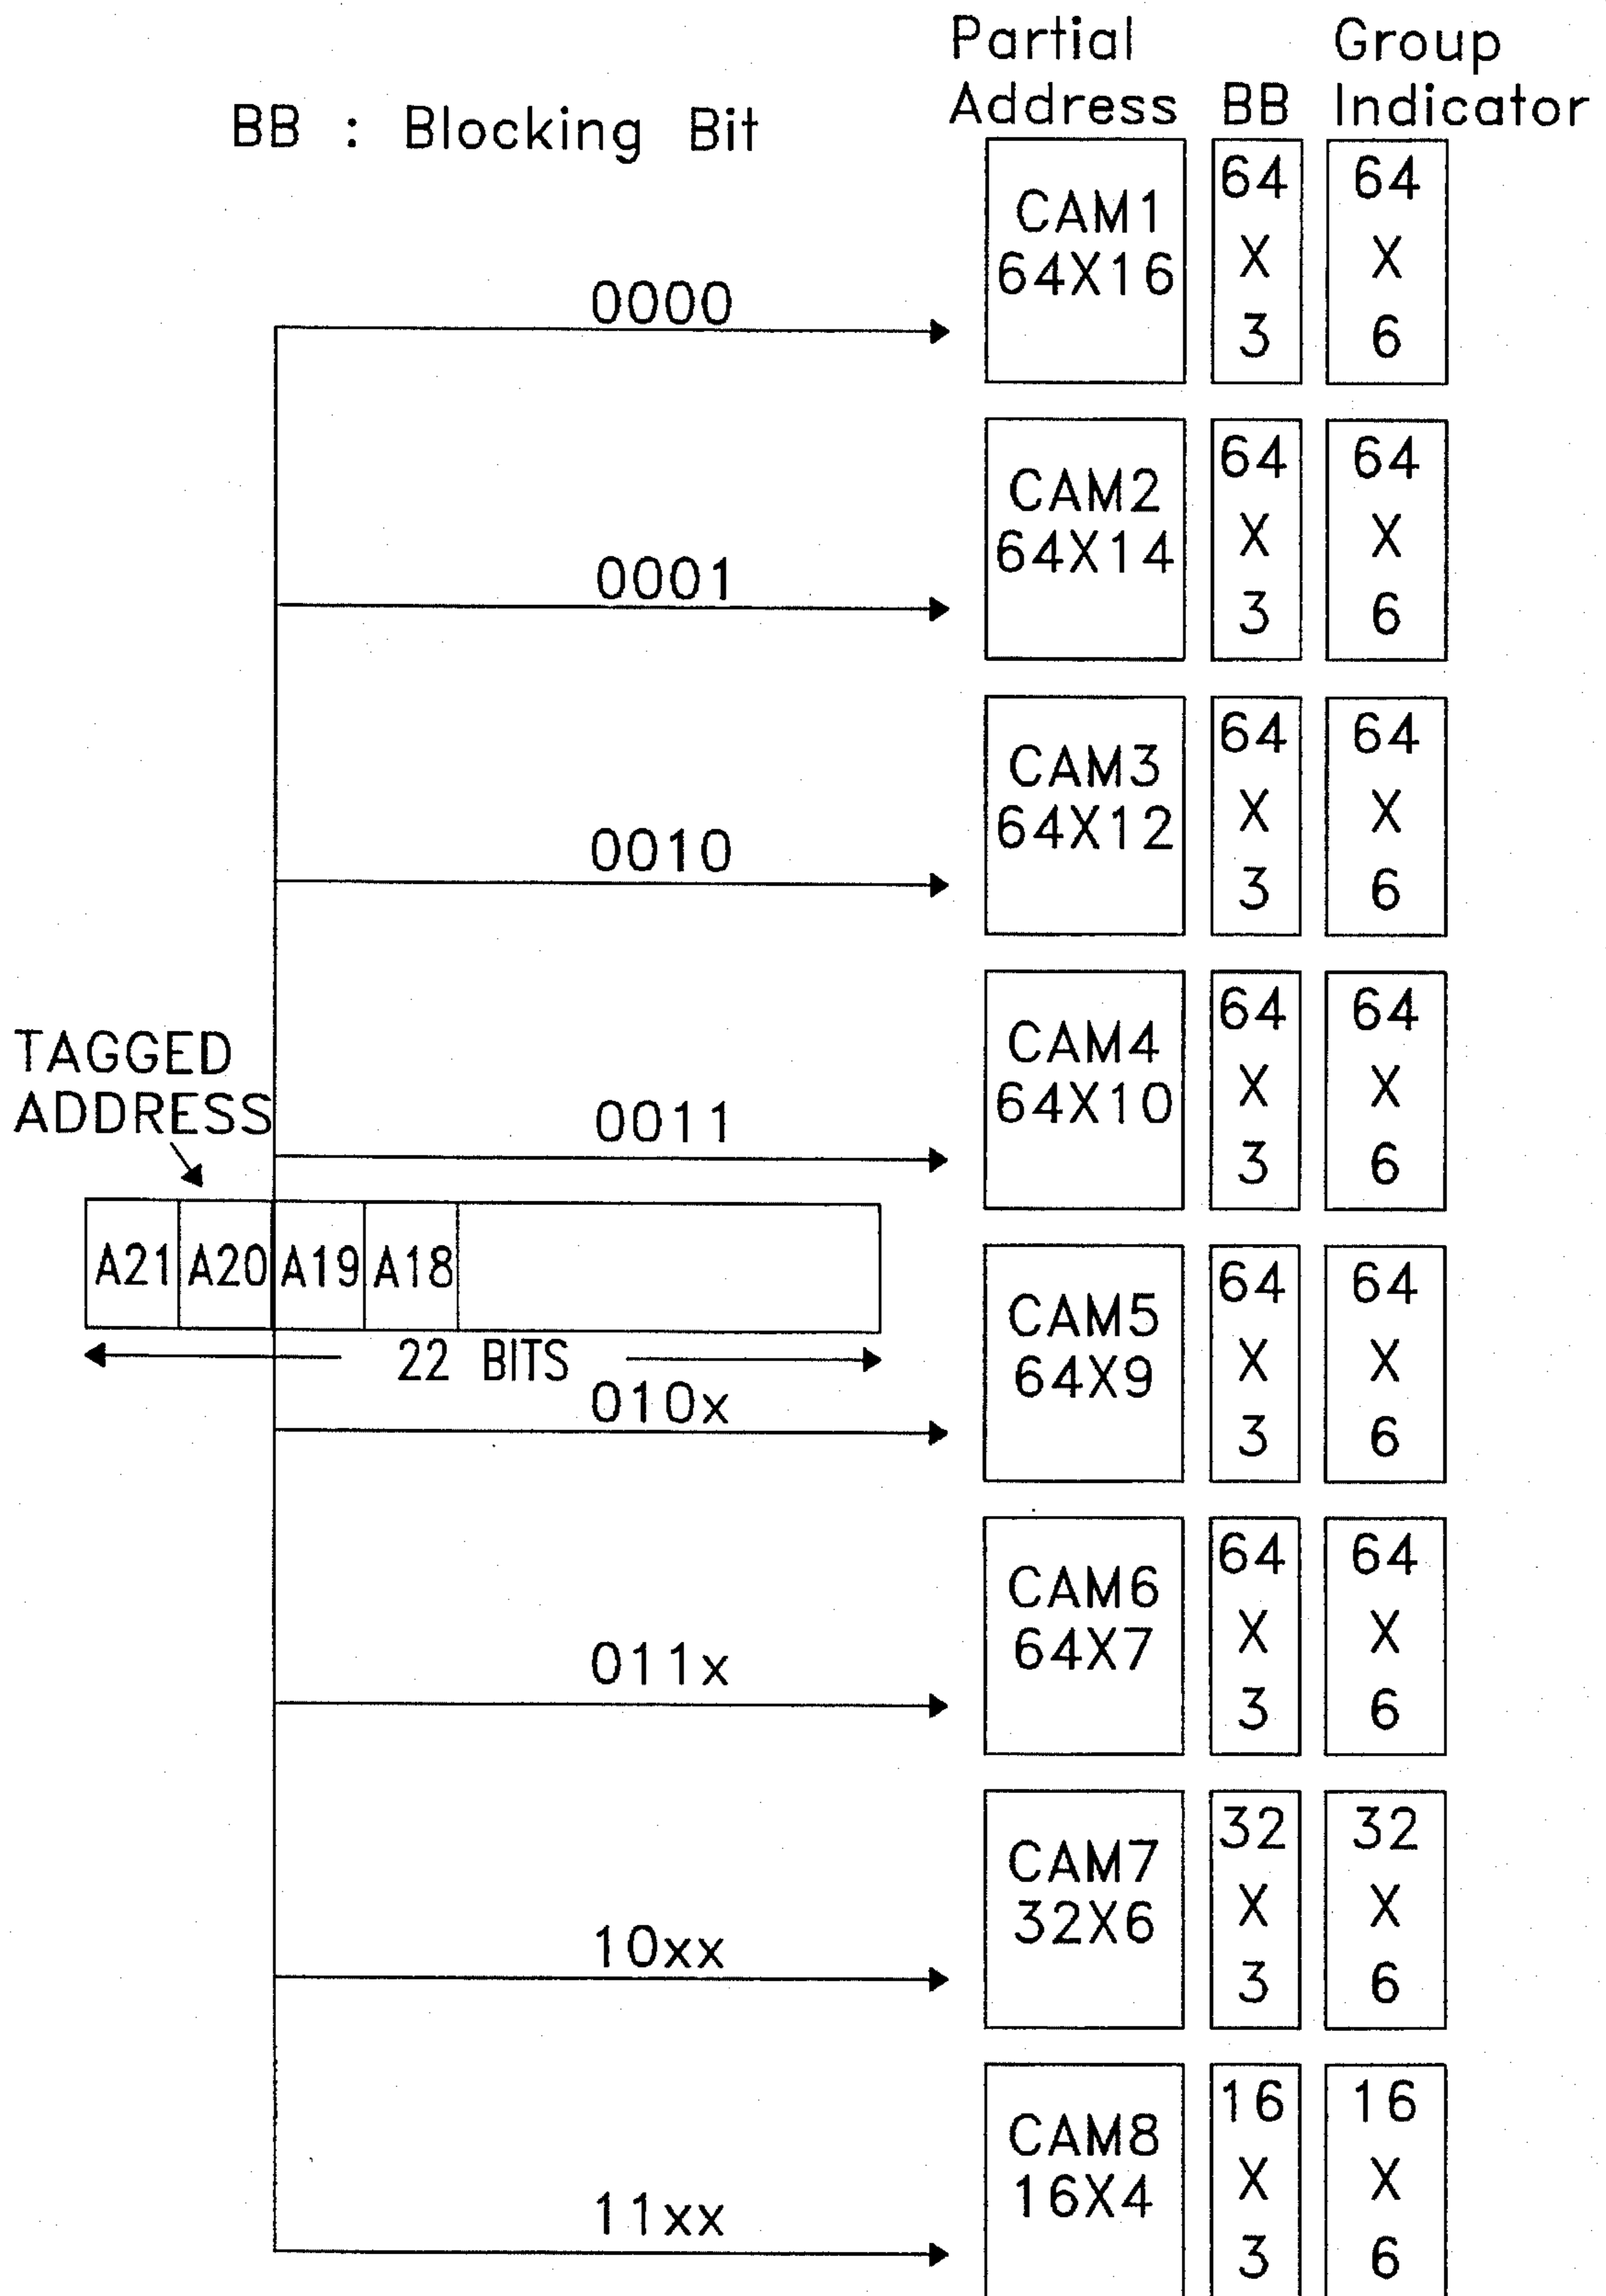 Partial Group
Address BB Indicator
BB : Blocking Bit
0000
CAM1
64X16
64
X
3
64
X
6
0001
CAM2
64X14
64
X
3
64
X
6
0010
CAM3
64X12
64
X
3
64
X
6
0011
CAM4
64X10
64
X
3
64
X
6
TAGGED
ADDRESS
A21 A20 A19 A18
22 BITS
010x
CAM5
64X9
64
X
3
64
X
6
011x
CAM6
64X7
64
X
3
64
X
6
10xx
CAM7
32X6
32
X
3
32
X
6
11xx
CAM8
16X4
16
X
3
16
X
6